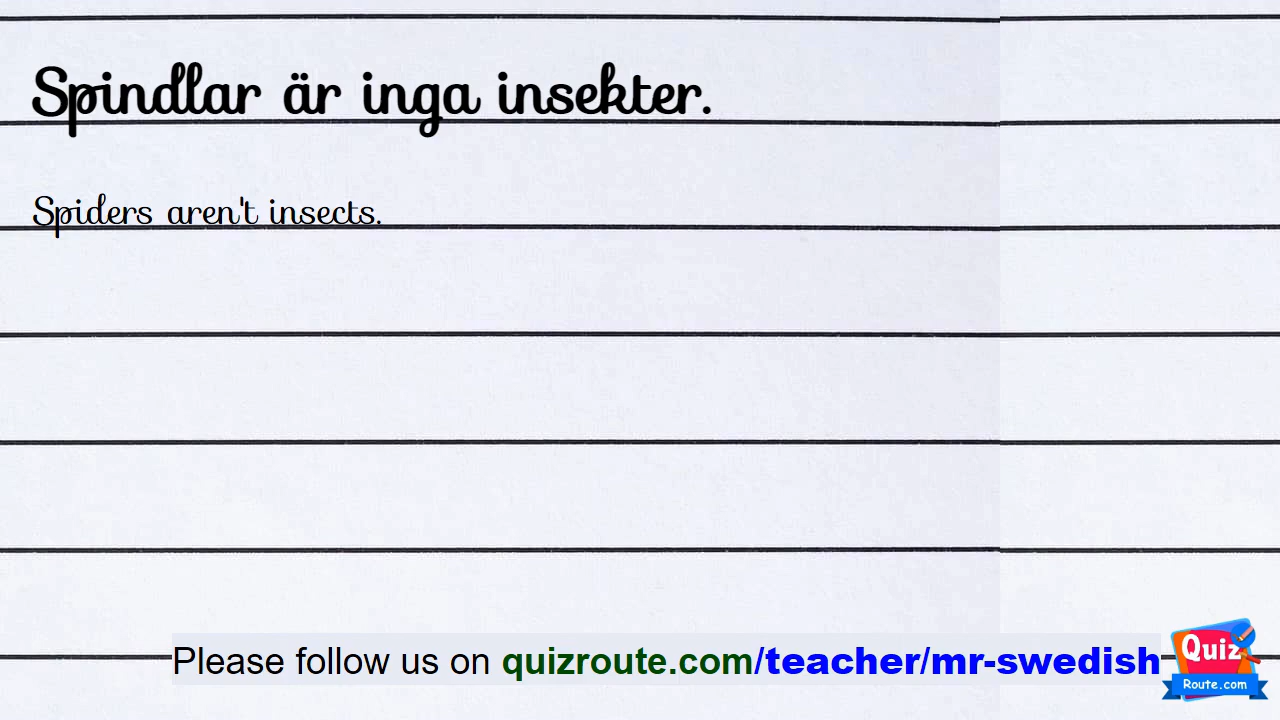 Spindlar är inga insekter.
Spiders aren't insects.
Please follow us on quizroute.com/teacher/mr-swedish
Quiz
Route.com